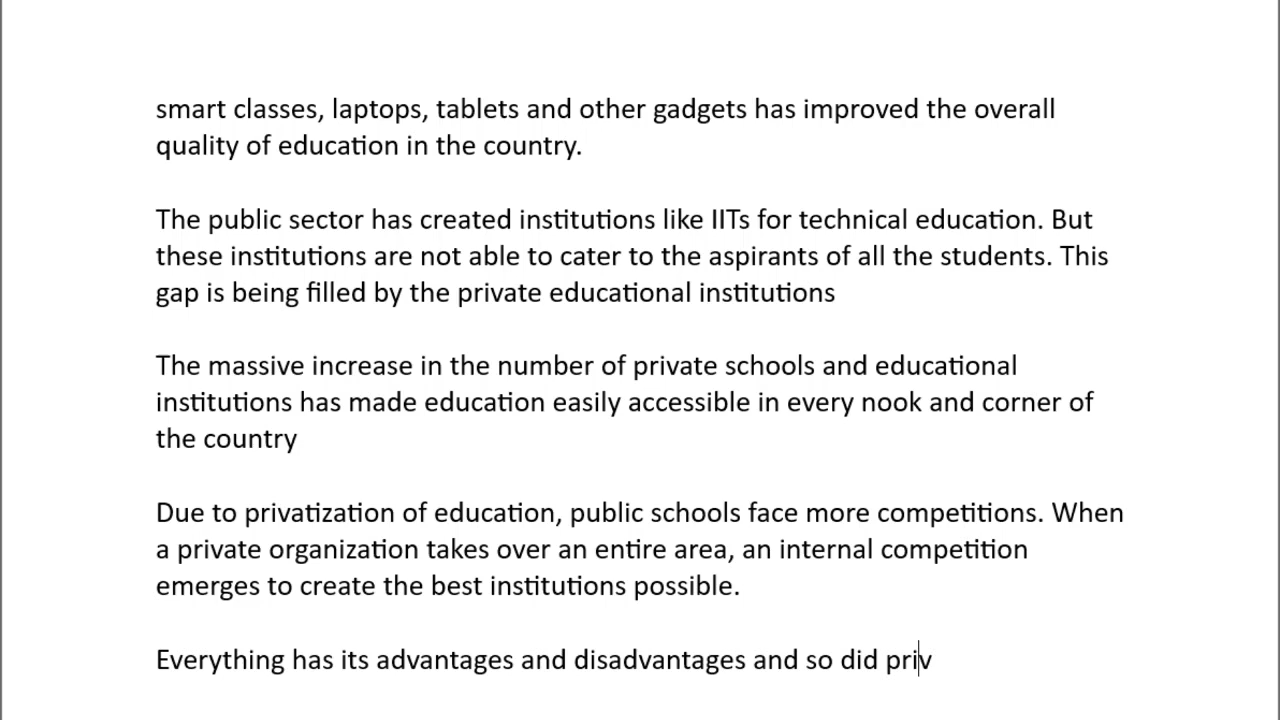 smart classes, laptops, tablets and other gadgets has improved the overall
quality of education in the country.
The public sector has created institutions like IITs for technical education. But
these institutions are not able to cater to the aspirants of all the students. This
gap is being filled by the private educational institutions
The massive increase in the number of private schools and educational
institutions has made education easily accessible in every nook and corner of
the country
Due to privatization of education, public schools face more competitions. When
a private organization takes over an entire area, an internal competition
emerges to create the best institutions possible.
Everything has its advantages and disadvantages and so did priv